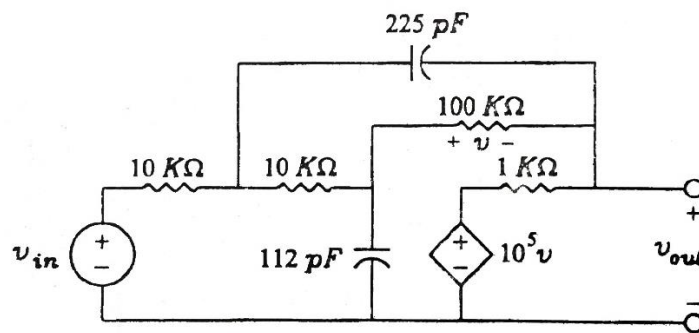 225 pF
100 KΩ
+ v -
10 KΩ
10 KΩ
1 KΩ
+
v_in
-
112 pF
+
-
10^5 v
+
v_out
-